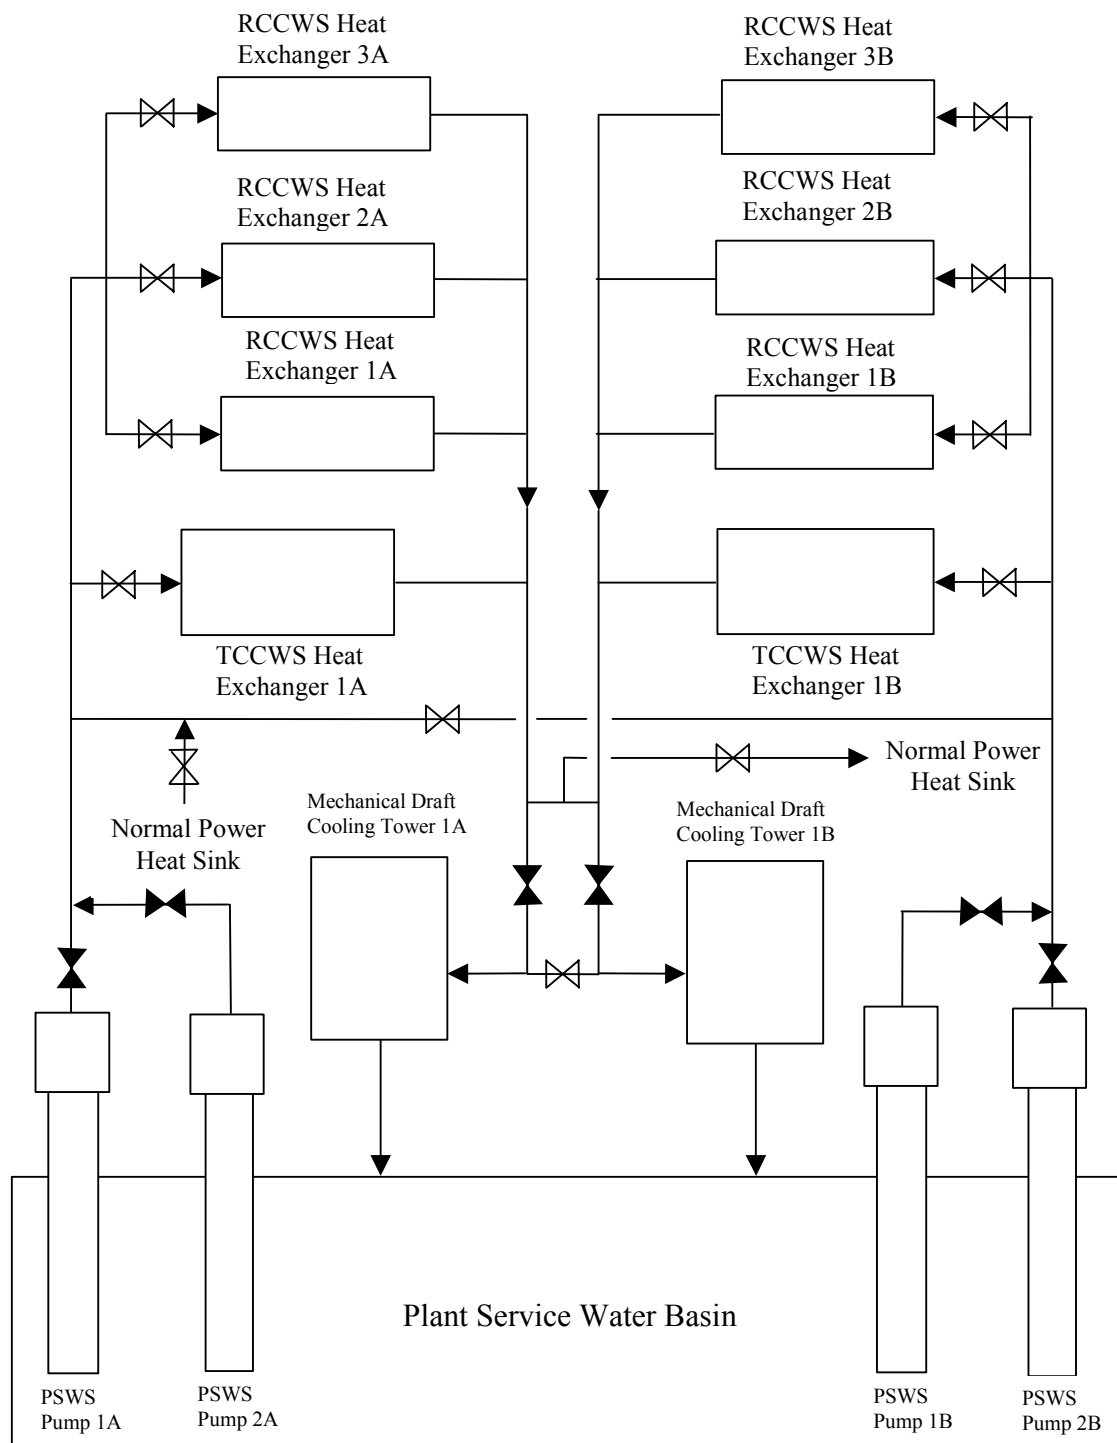 RCCWS Heat
Exchanger 3A
RCCWS Heat
Exchanger 3B
RCCWS Heat
Exchanger 2A
RCCWS Heat
Exchanger 2B
RCCWS Heat
Exchanger 1A
RCCWS Heat
Exchanger 1B
TCCWS Heat
Exchanger 1A
TCCWS Heat
Exchanger 1B
Normal Power
Heat Sink
Normal Power
Heat Sink
Mechanical Draft
Cooling Tower 1A
Mechanical Draft
Cooling Tower 1B
Plant Service Water Basin
PSWS
Pump 1A
PSWS
Pump 2A
PSWS
Pump 1B
PSWS
Pump 2B